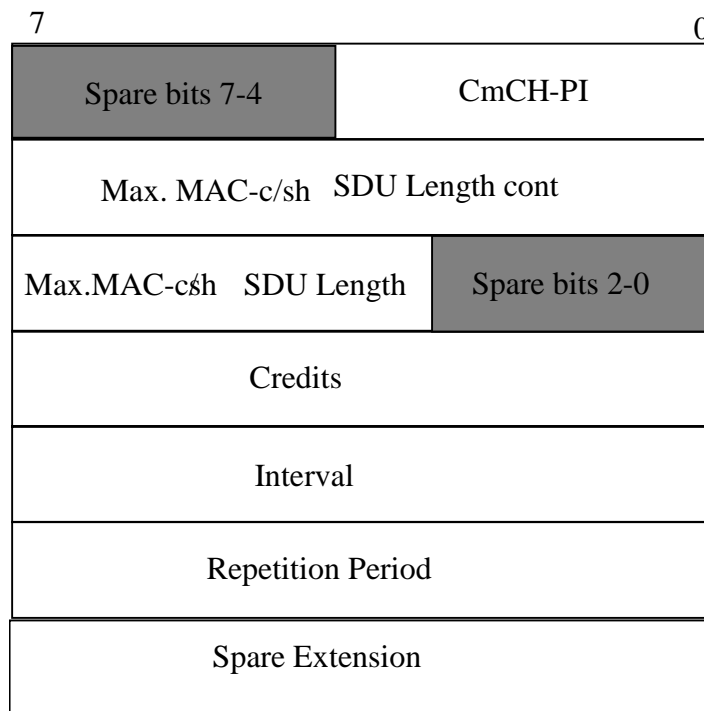 7 0
Spare bits 7-4 CmCH-PI
Max. MAC-c/sh SDU Length cont
Max.MAC-c/sh SDU Length Spare bits 2-0
Credits
Interval
Repetition Period
Spare Extension